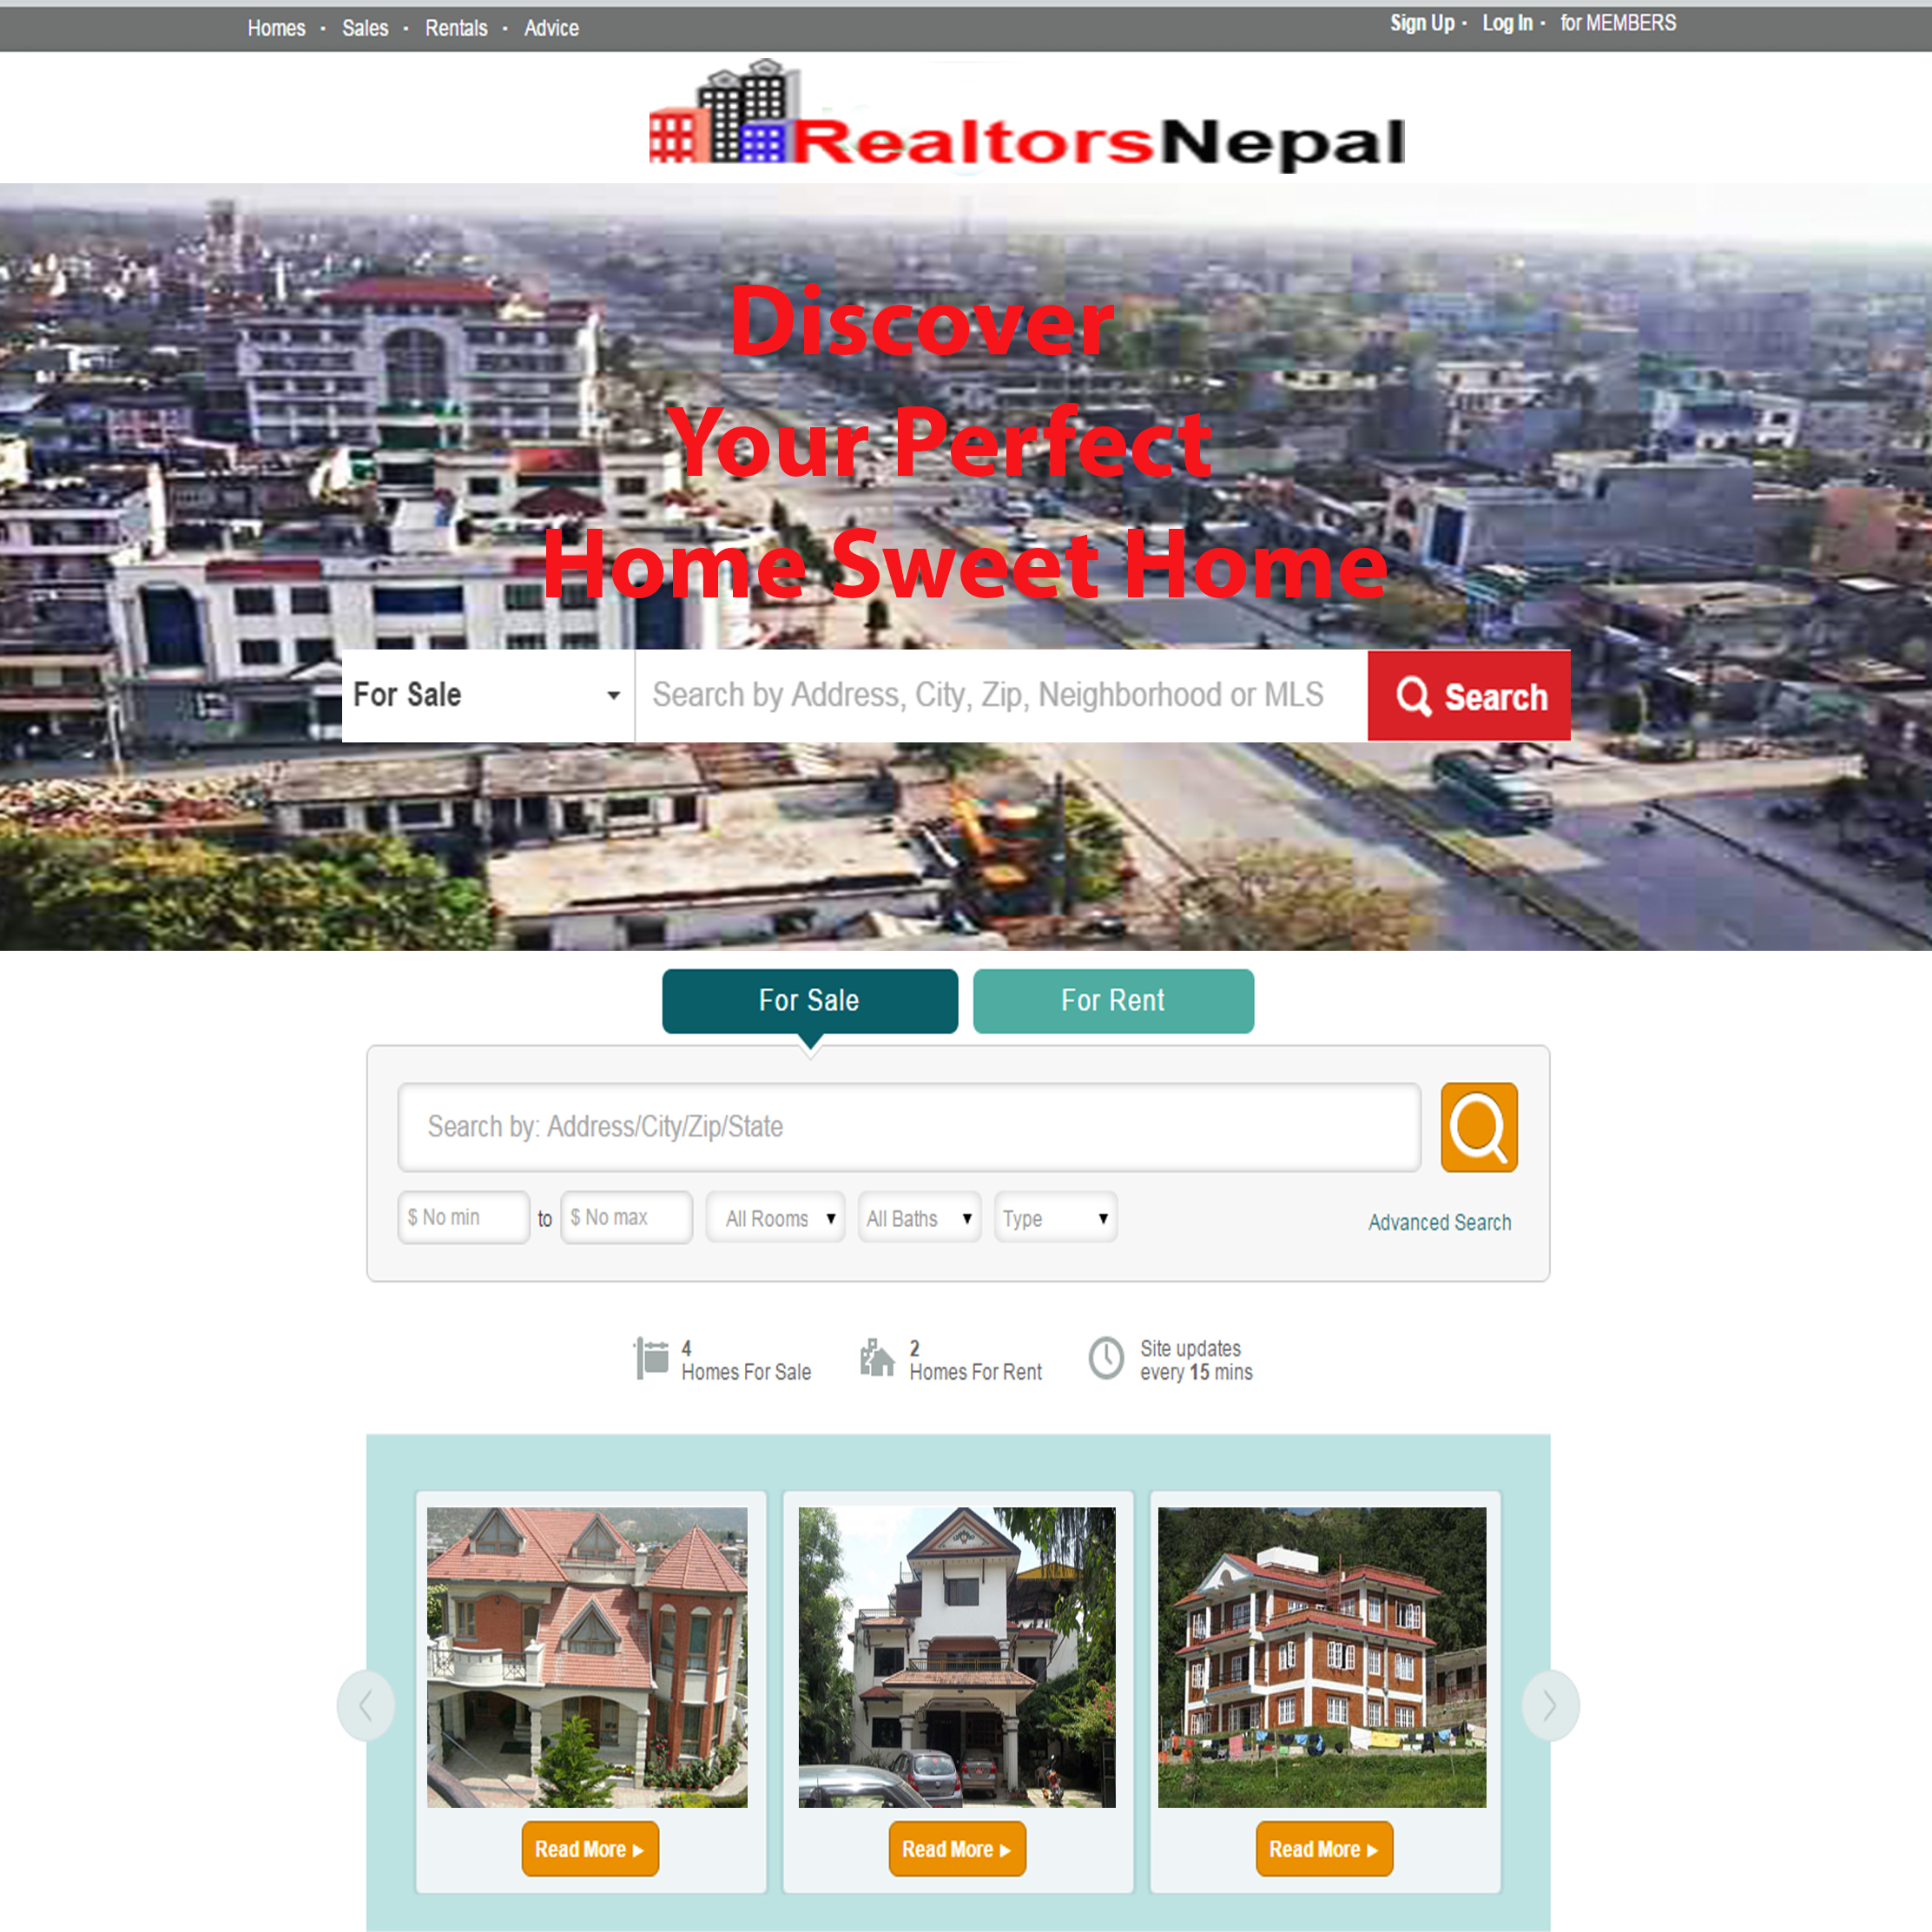 Homes · Sales · Rentals · Advice
Sign Up · Log In · for MEMBERS
RealtorsNepal
Discover
Your Perfect
Home Sweet Home
For Sale
Search by Address, City, Zip, Neighborhood or MLS
Search
For Sale
For Rent
Search by: Address/City/Zip/State
$ No min to $ No max All Rooms All Baths Type
Advanced Search
4
Homes For Sale
2
Homes For Rent
Site updates
every 15 mins
Read More
Read More
Read More